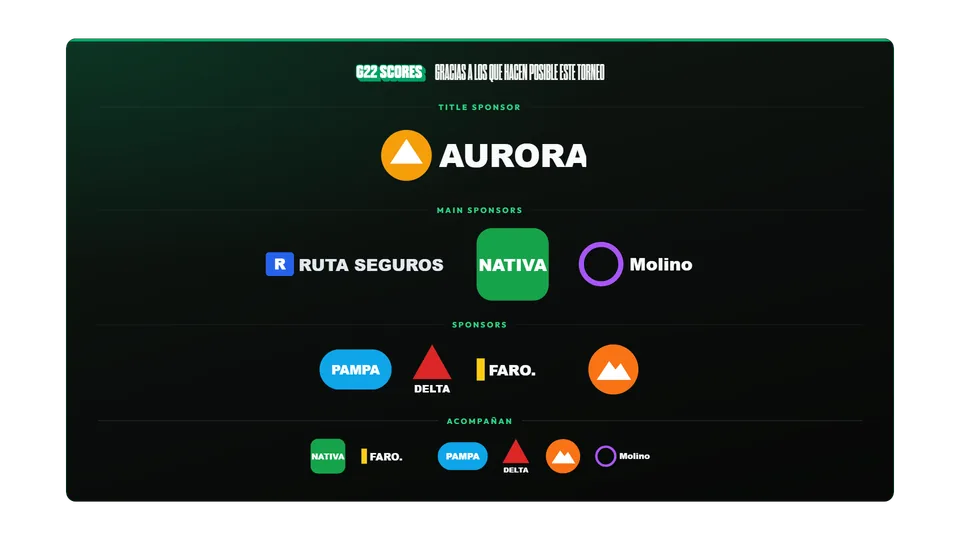 G22 SCORES GRACIAS A LOS QUE HACEN POSIBLE ESTE TORNEO
TITLE SPONSOR
AURORA
MAIN SPONSORS
R RUTA SEGUROS NATIVA Molino
SPONSORS
PAMPA DELTA FARO.
ACOMPAÑAN
NATIVA FARO. PAMPA DELTA Molino